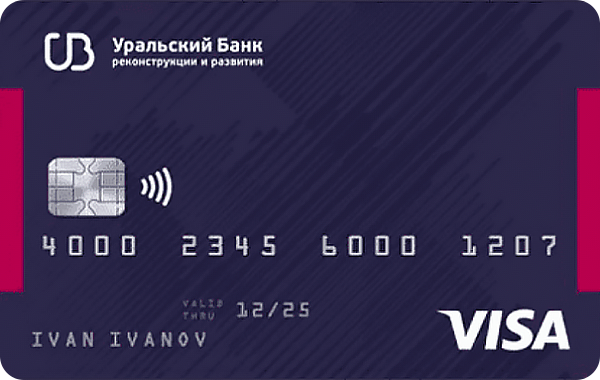 Уральский Банк
реконструкции и развития
4000 2345 6000 1207
VALID
THRU 12/25
IVAN IVANOV
VISA